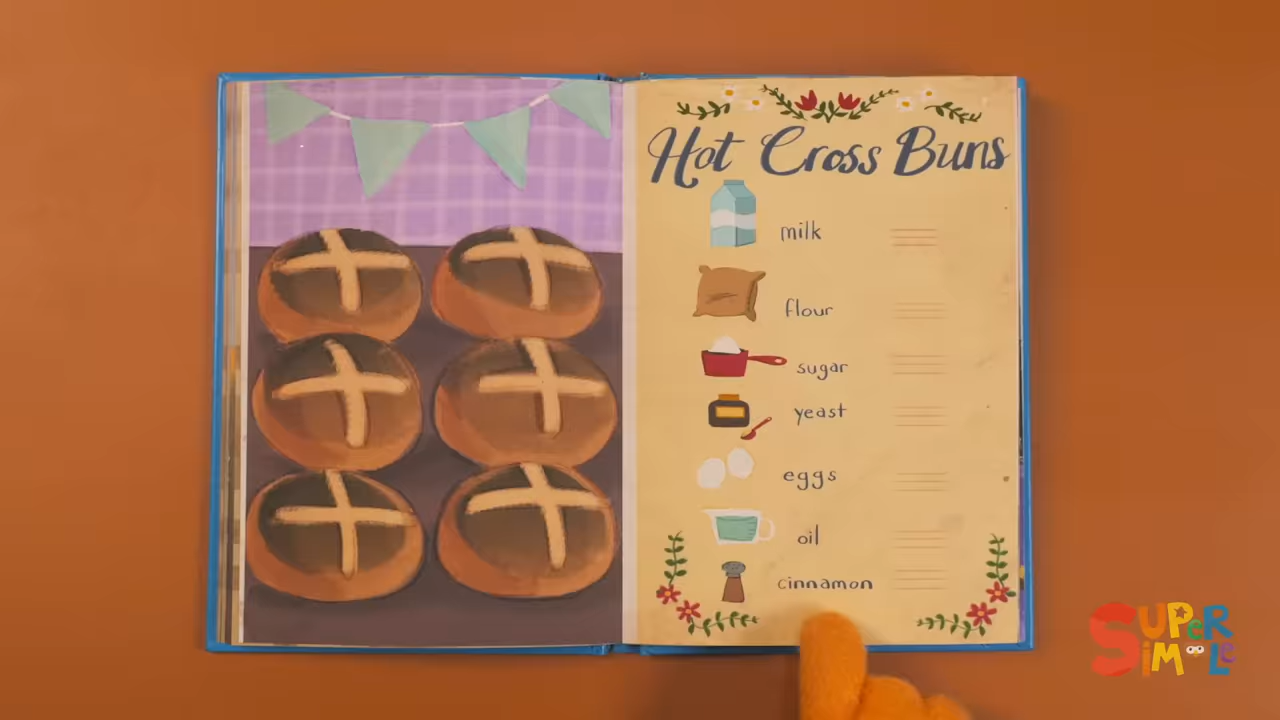 Hot Cross Buns
milk
flour
sugar
yeast
eggs
oil
cinnamon
SUPeR
SiMPLe